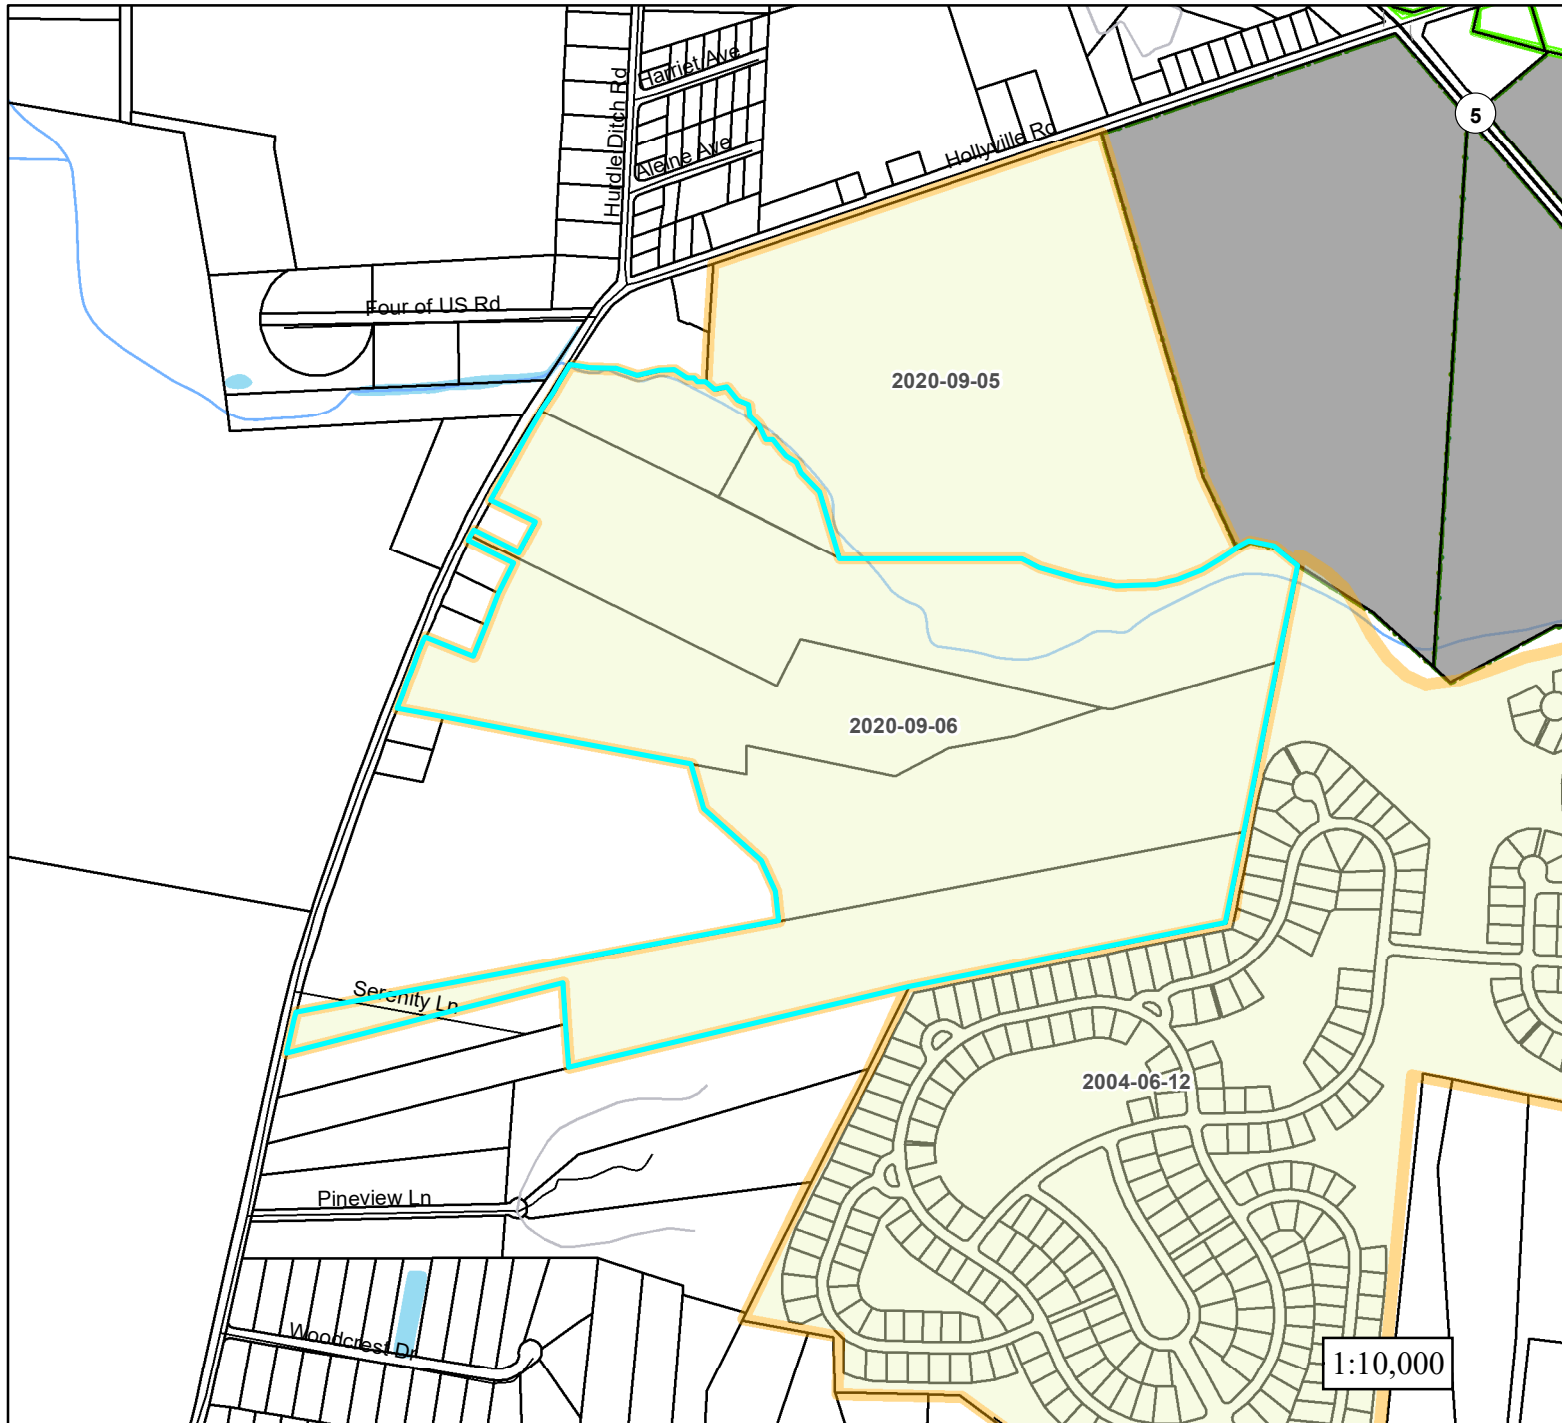 Harriet Ave
Hurdle Ditch Rd
Aleine Ave
Hollyville Rd
5
Four of US Rd
2020-09-05
2020-09-06
Serenity Ln
2004-06-12
Pineview Ln
Woodcrest Dr
1:10,000